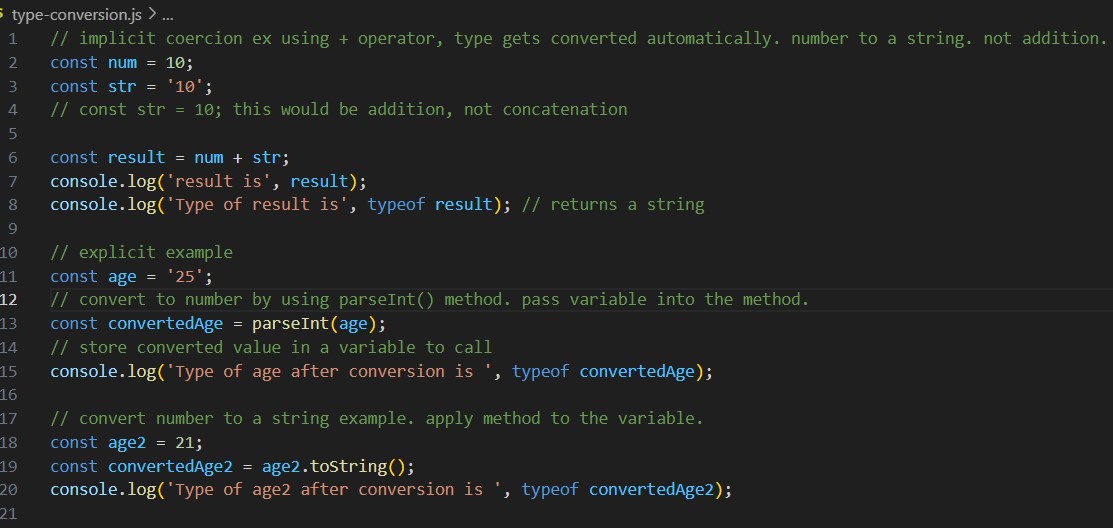 type-conversion.js > ...
1 // implicit coercion ex using + operator, type gets converted automatically. number to a string. not addition.
2 const num = 10;
3 const str = '10';
4 // const str = 10; this would be addition, not concatenation
5
6 const result = num + str;
7 console.log('result is', result);
8 console.log('Type of result is', typeof result); // returns a string
9
10 // explicit example
11 const age = '25';
12 // convert to number by using parseInt() method. pass variable into the method.
13 const convertedAge = parseInt(age);
14 // store converted value in a variable to call
15 console.log('Type of age after conversion is ', typeof convertedAge);
16
17 // convert number to a string example. apply method to the variable.
18 const age2 = 21;
19 const convertedAge2 = age2.toString();
20 console.log('Type of age2 after conversion is ', typeof convertedAge2);
21